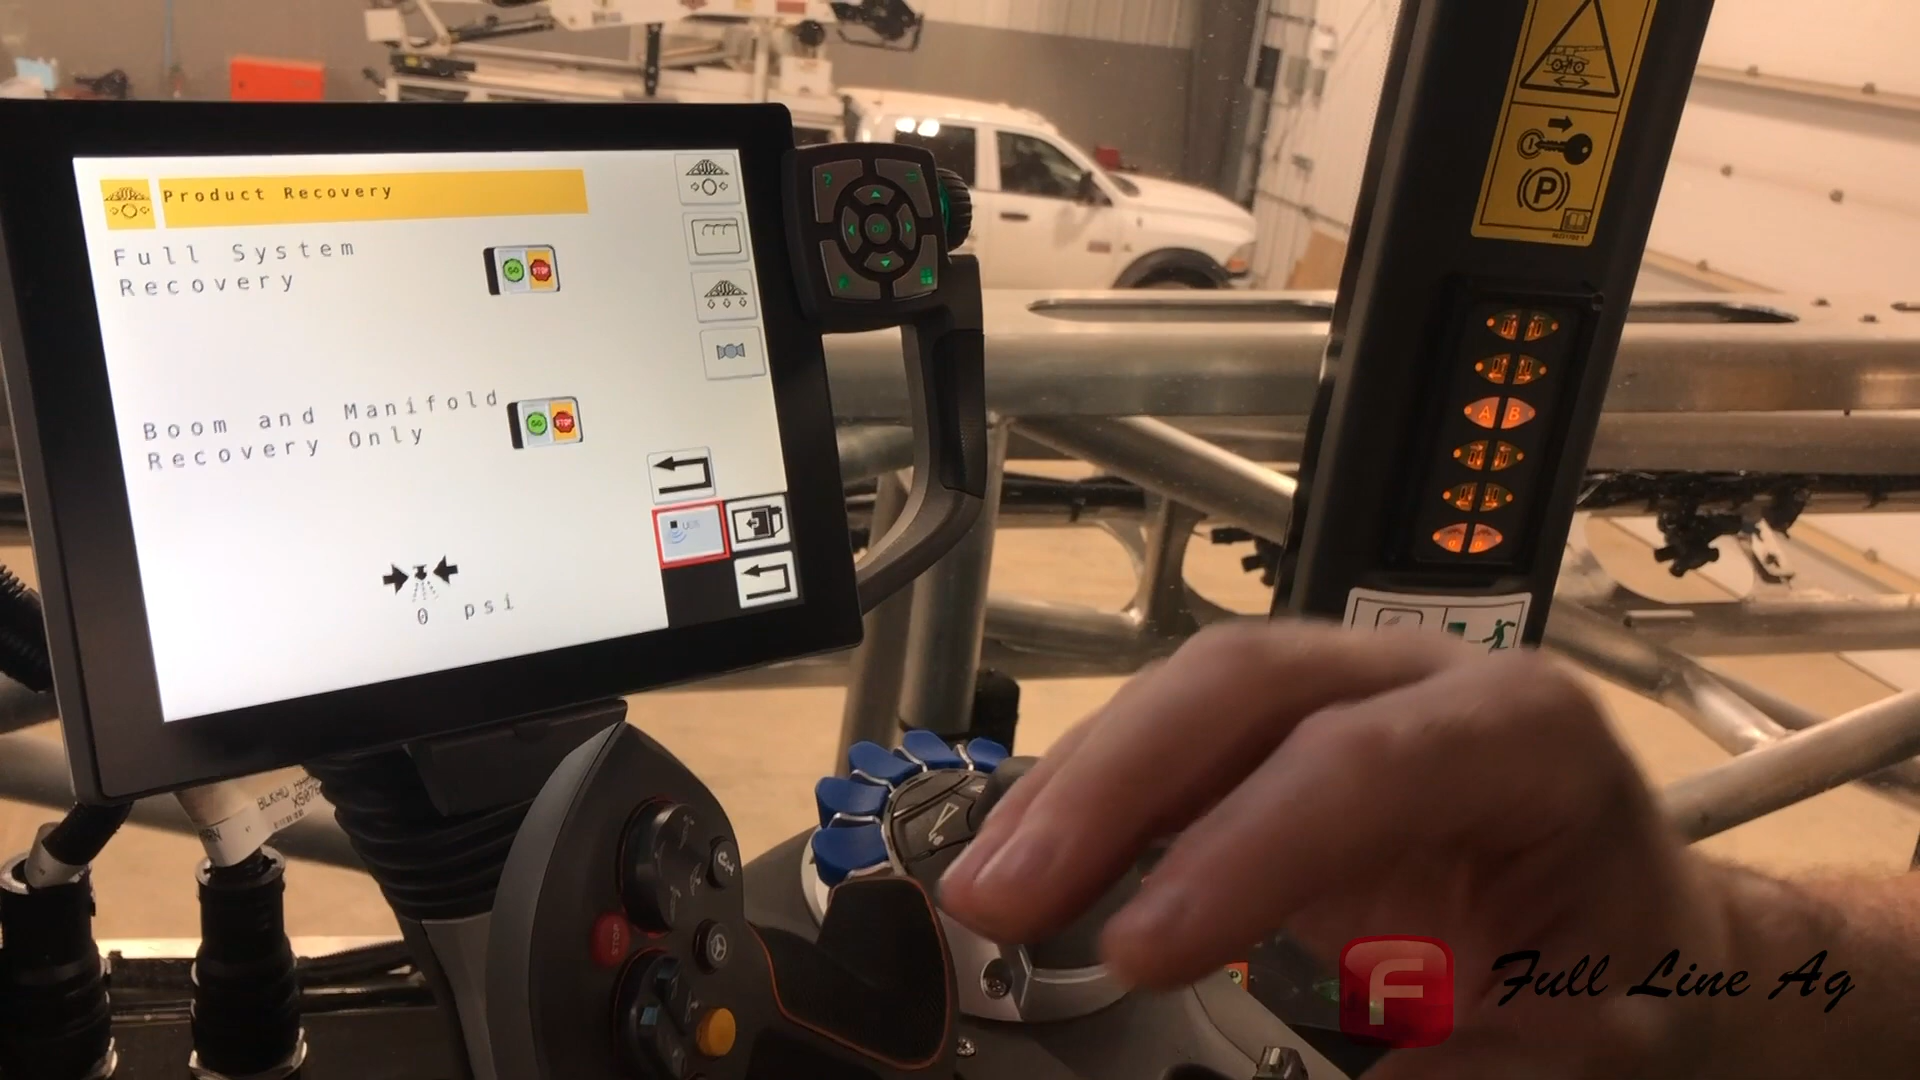 Product Recovery
Full System
Recovery
GO STOP
Boom and Manifold
Recovery Only
GO STOP
0 psi
OK
A B
P
STOP
F Full Line Ag